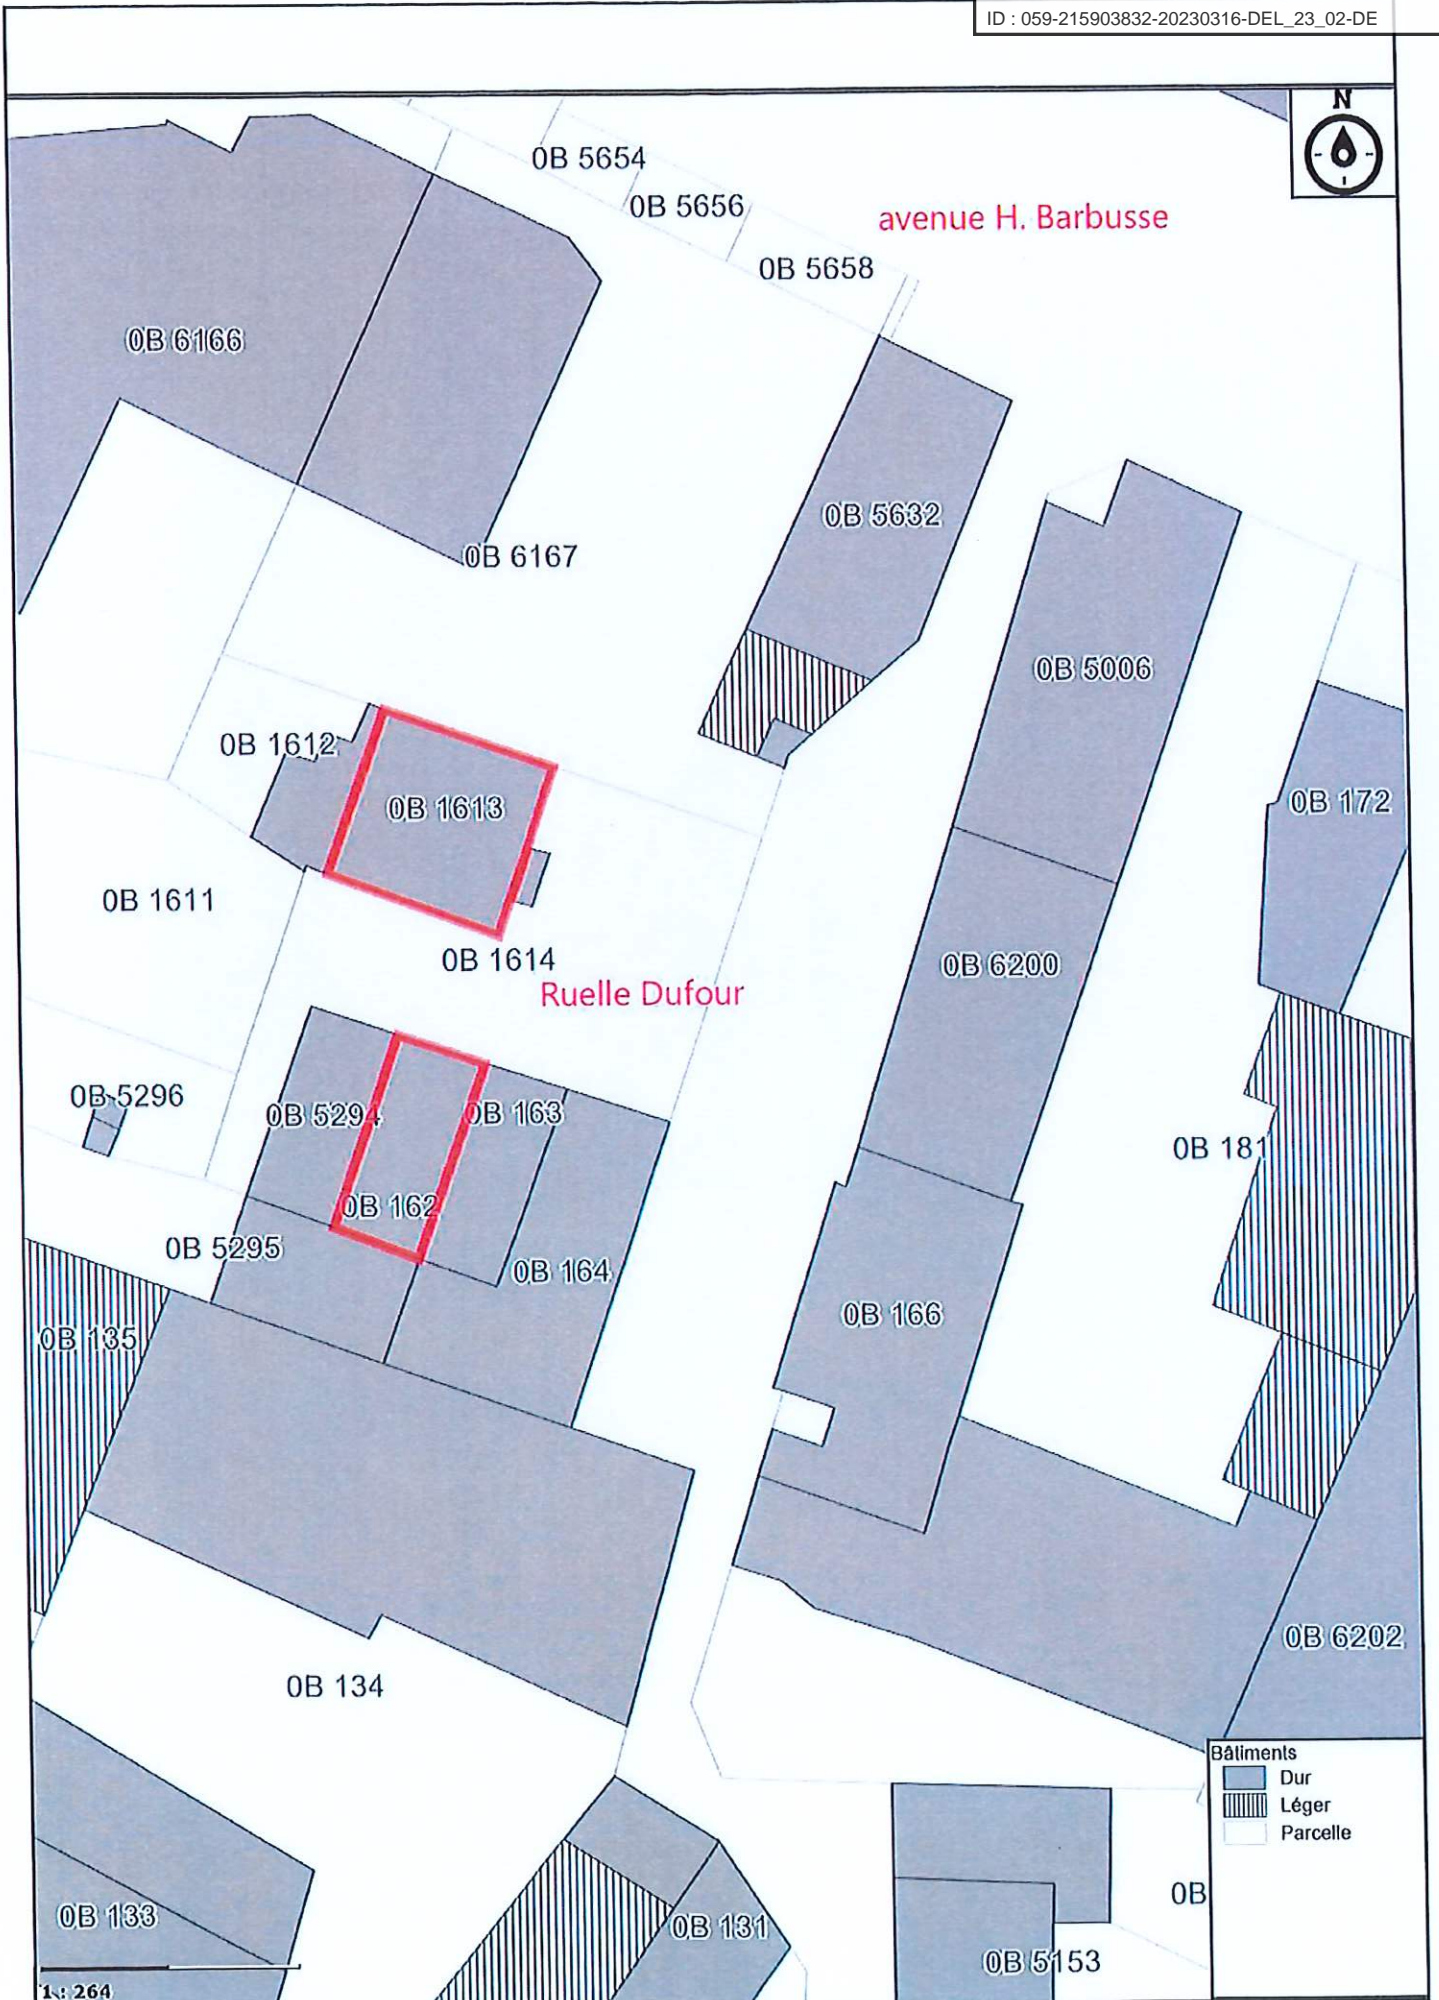 ID : 059-215903832-20230316-DEL_23_02-DE
N
0B 5654
0B 5656
avenue H. Barbusse
0B 5658
0B 6166
0B 5632
0B 6167
0B 5006
0B 1612
0B 1613
0B 172
0B 1611
0B 1614
0B 6200
Ruelle Dufour
0B 5296
0B 5294
0B 163
0B 181
0B 162
0B 5295
0B 164
0B 166
0B 135
0B 6202
0B 134
Bâtiments
Dur
Léger
Parcelle
0B
0B 133
0B 131
0B 5153
1 : 264